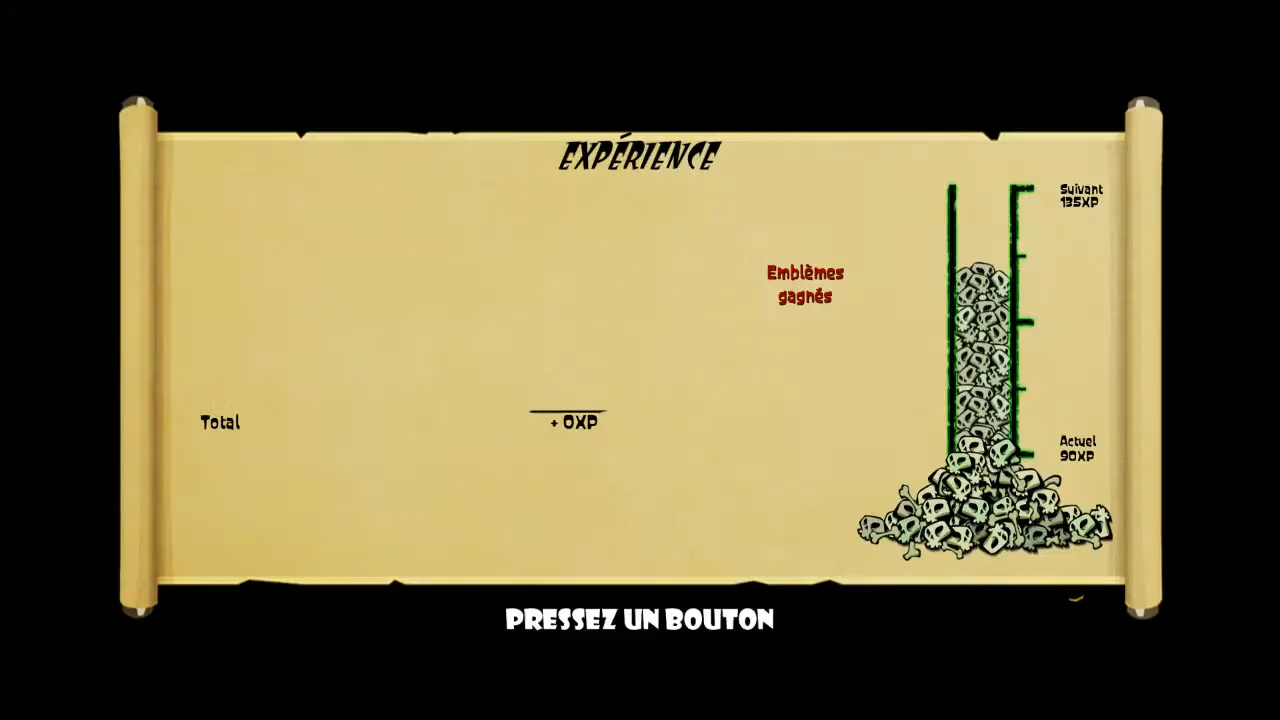 EXPÉRIENCE
Suivant
135XP
Emblèmes
gagnés
Total
+ 0XP
Actuel
90XP
PRESSEZ UN BOUTON